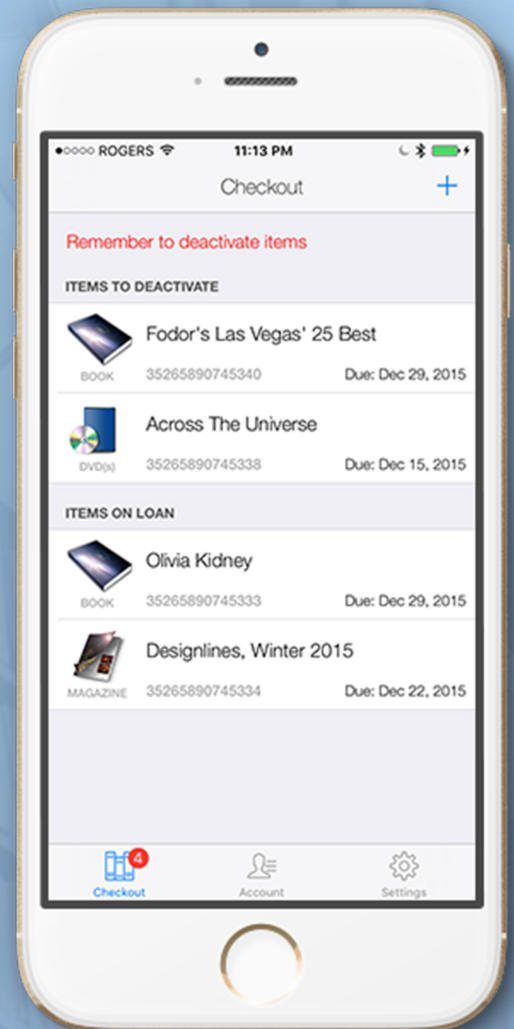 ROGERS 11:13 PM
Checkout +
Remember to deactivate items
ITEMS TO DEACTIVATE
Fodor's Las Vegas' 25 Best
BOOK 35265890745340 Due: Dec 29, 2015
Across The Universe
DVD(s) 35265890745338 Due: Dec 15, 2015
ITEMS ON LOAN
Olivia Kidney
BOOK 35265890745333 Due: Dec 29, 2015
Designlines, Winter 2015
MAGAZINE 35265890745334 Due: Dec 22, 2015
4
Checkout Account Settings